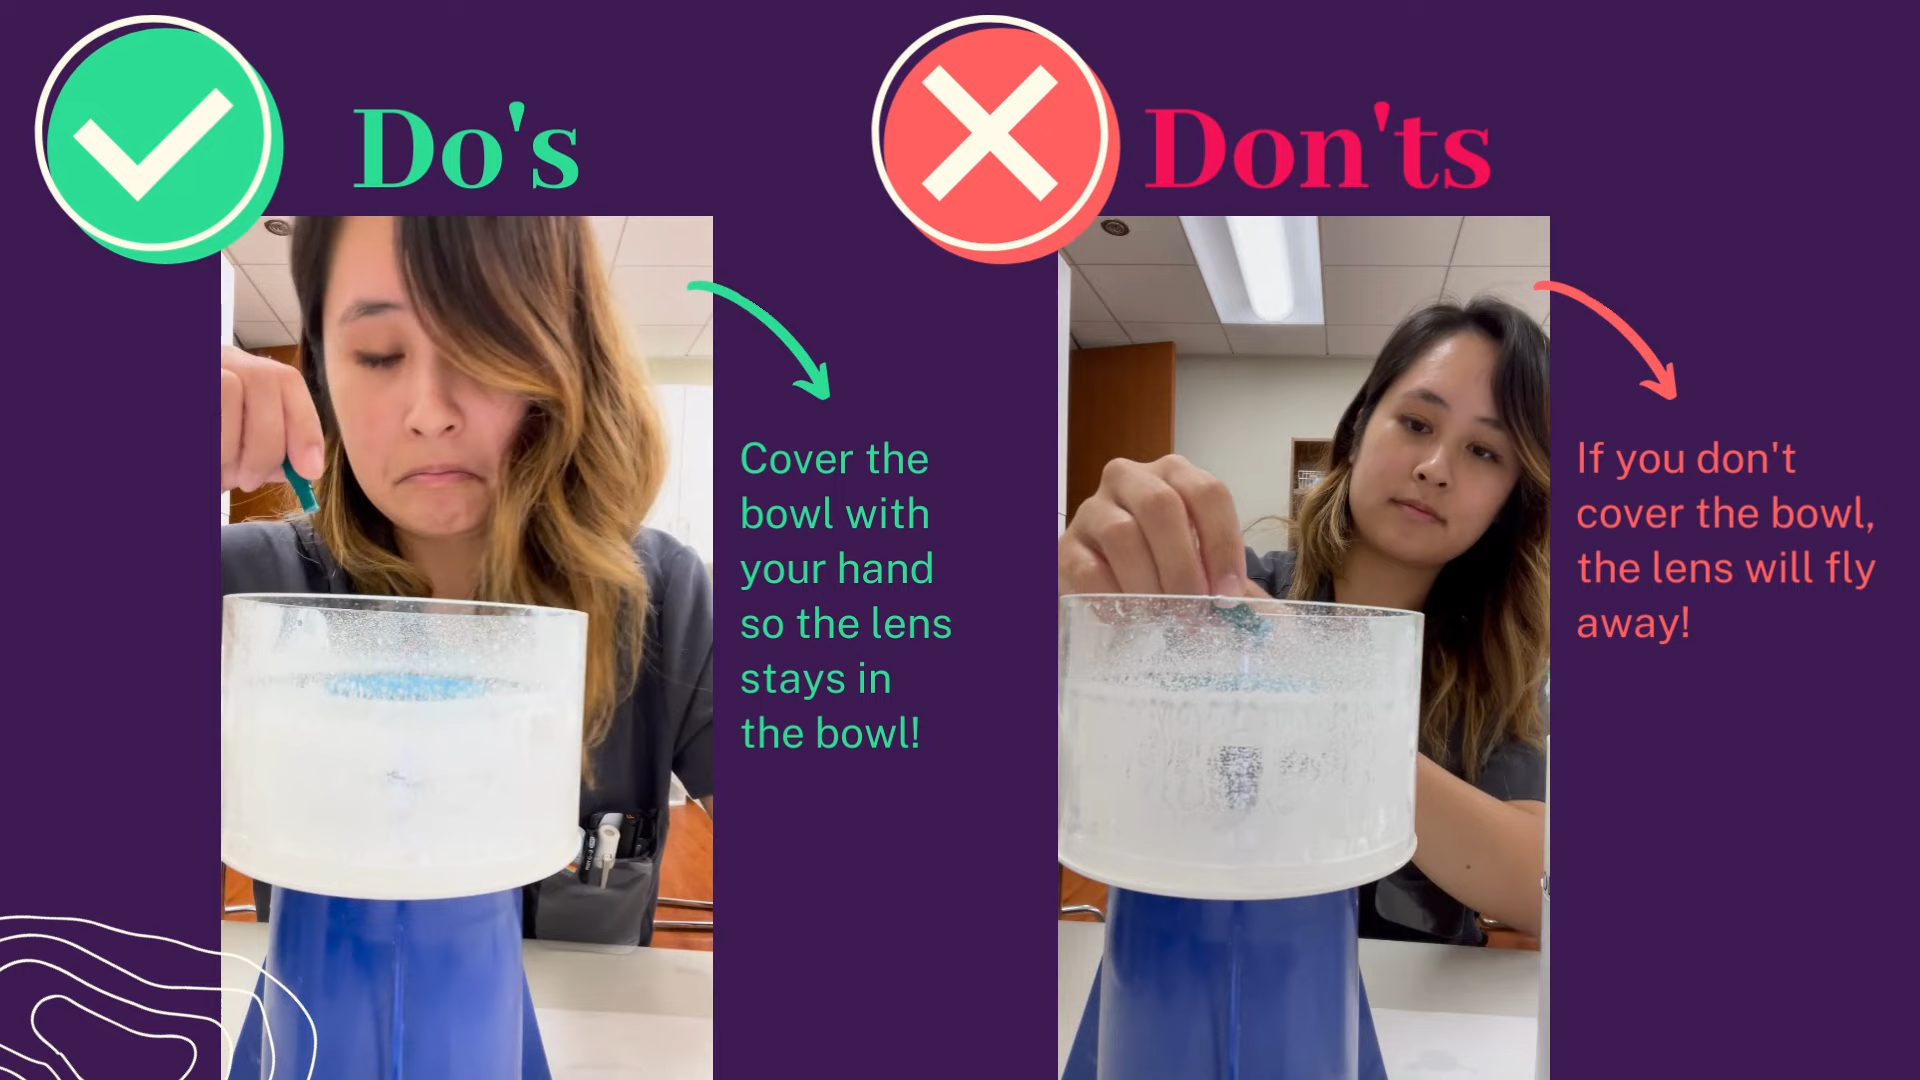 Do's
Cover the
bowl with
your hand
so the lens
stays in
the bowl!
Don'ts
If you don't
cover the bowl,
the lens will fly
away!